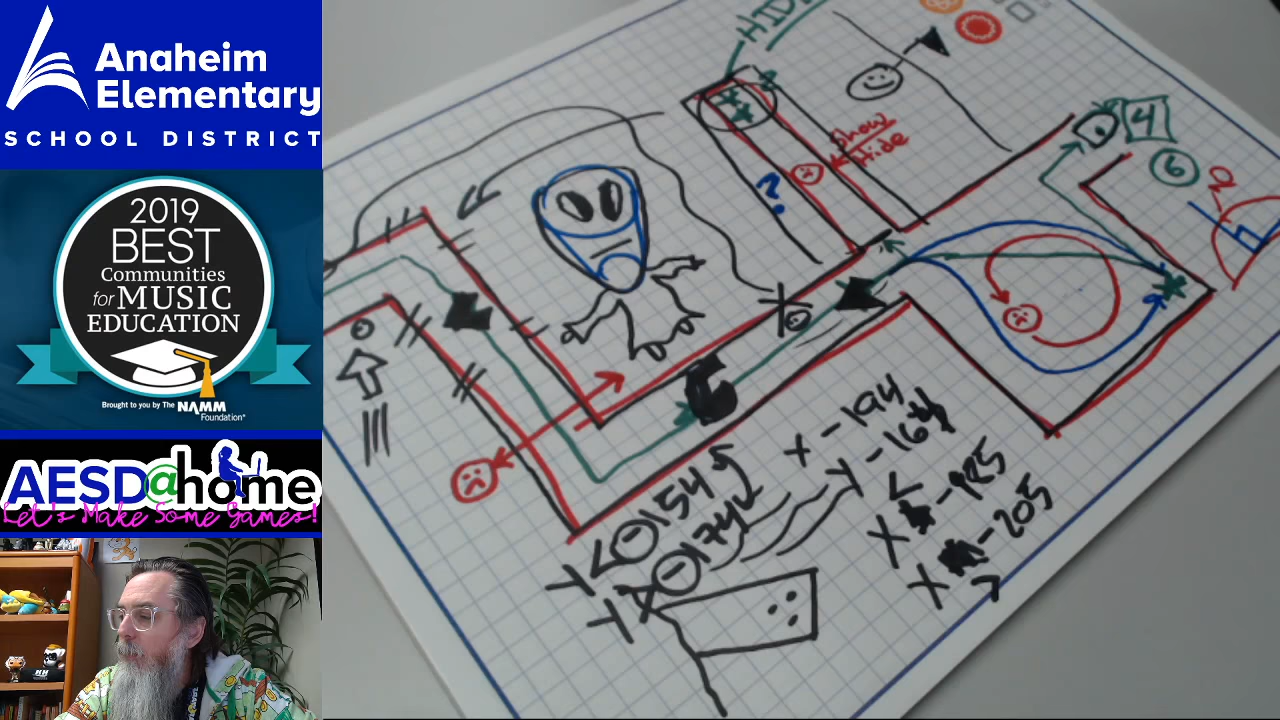 Anaheim
Elementary
SCHOOL DISTRICT
2019
BEST
Communities
for MUSIC
EDUCATION
Brought to you by The NAMM
Foundation®
AESD@home
Let's Make Some Games!
HIDE
Show
Hide
?
4
6
X -194
y -164
X < -185
X > -205
Y < -154
Y > -174